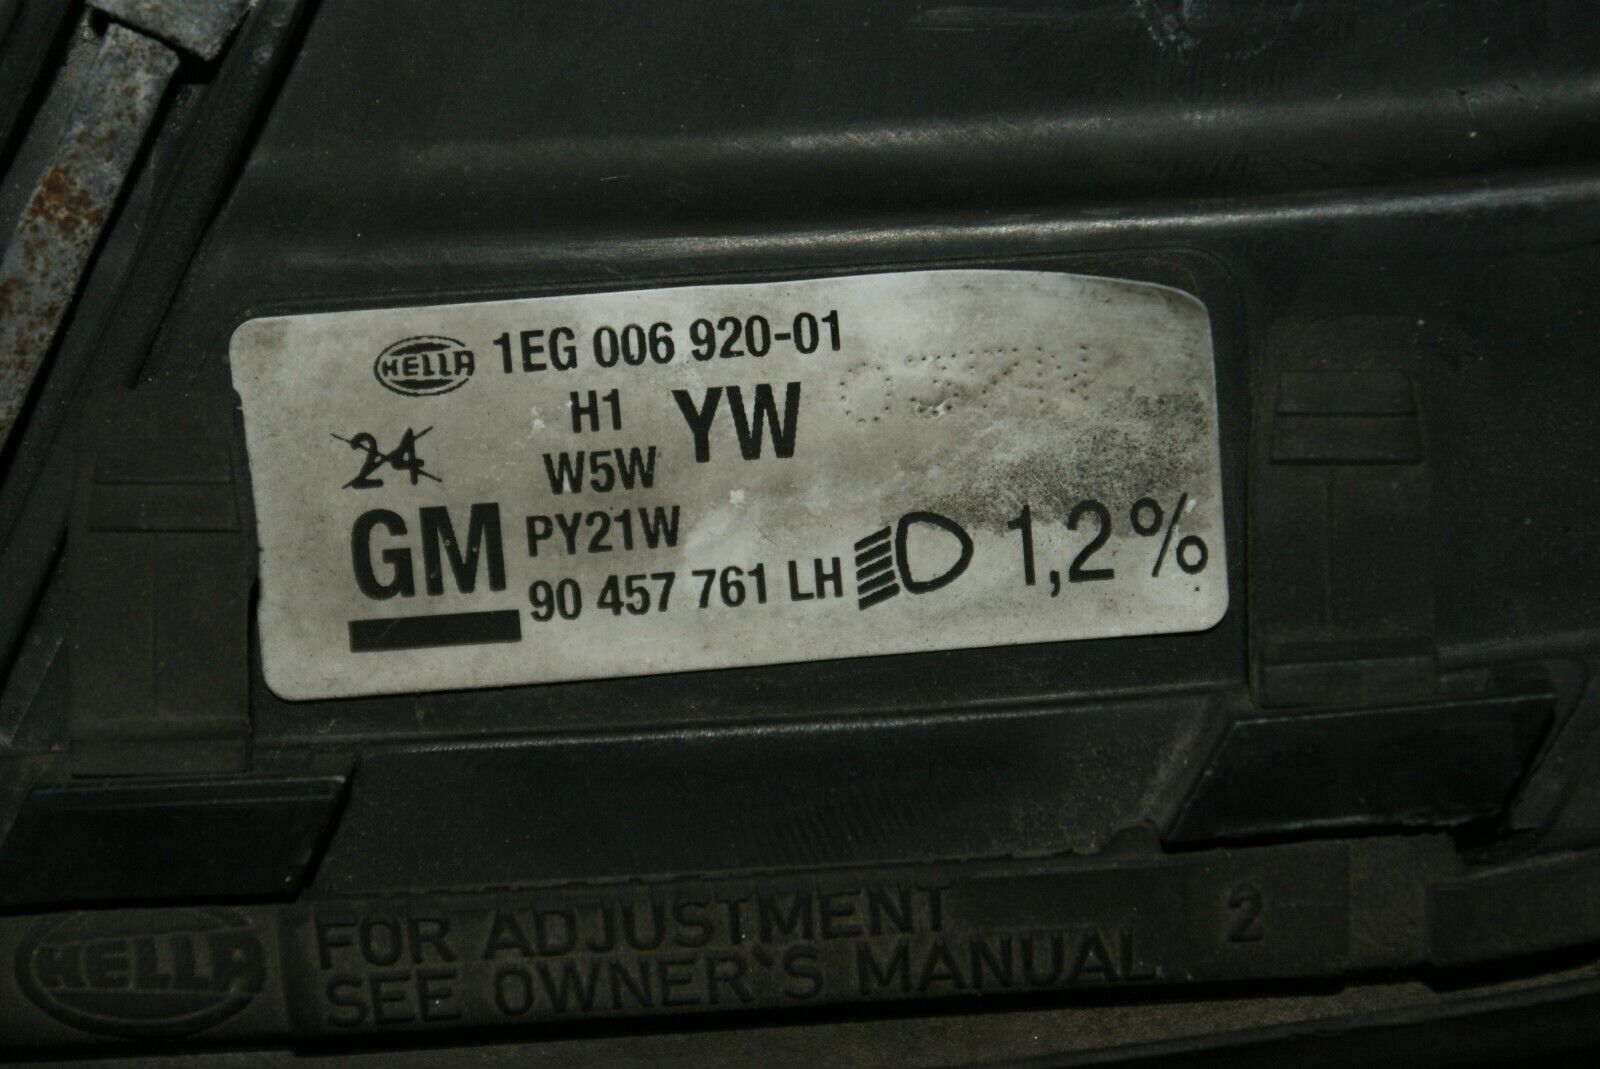 HELLA 1EG 006 920-01
H1 YW
24 W5W
GM PY21W
90 457 761 LH 1,2%
HELLA FOR ADJUSTMENT 2
SEE OWNER'S MANUAL